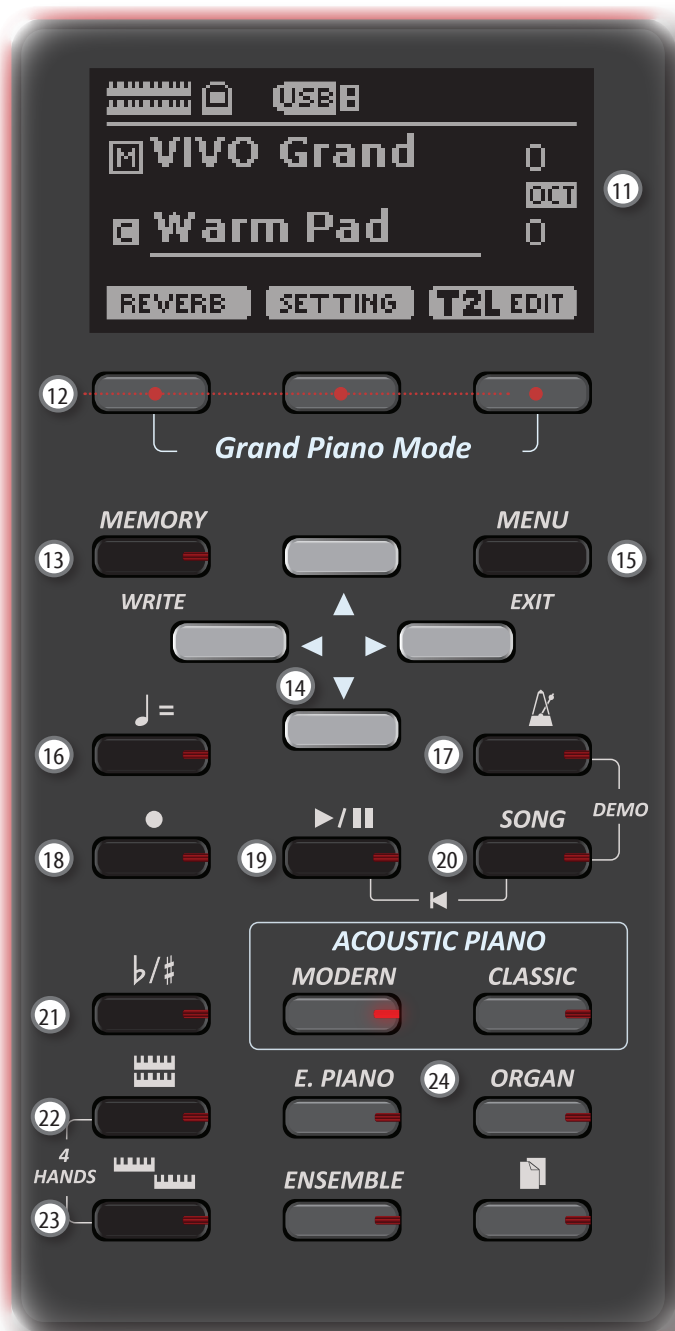 USB
M VIVO Grand 0
OCT 11
C Warm Pad 0
REVERB SETTING T2L EDIT
12
Grand Piano Mode
MEMORY MENU
13 15
WRITE EXIT
14
♩ =
16 17
DEMO
SONG
18 19 20
ACOUSTIC PIANO
♭/♯ MODERN CLASSIC
21
E. PIANO 24 ORGAN
22
4
HANDS
ENSEMBLE
23